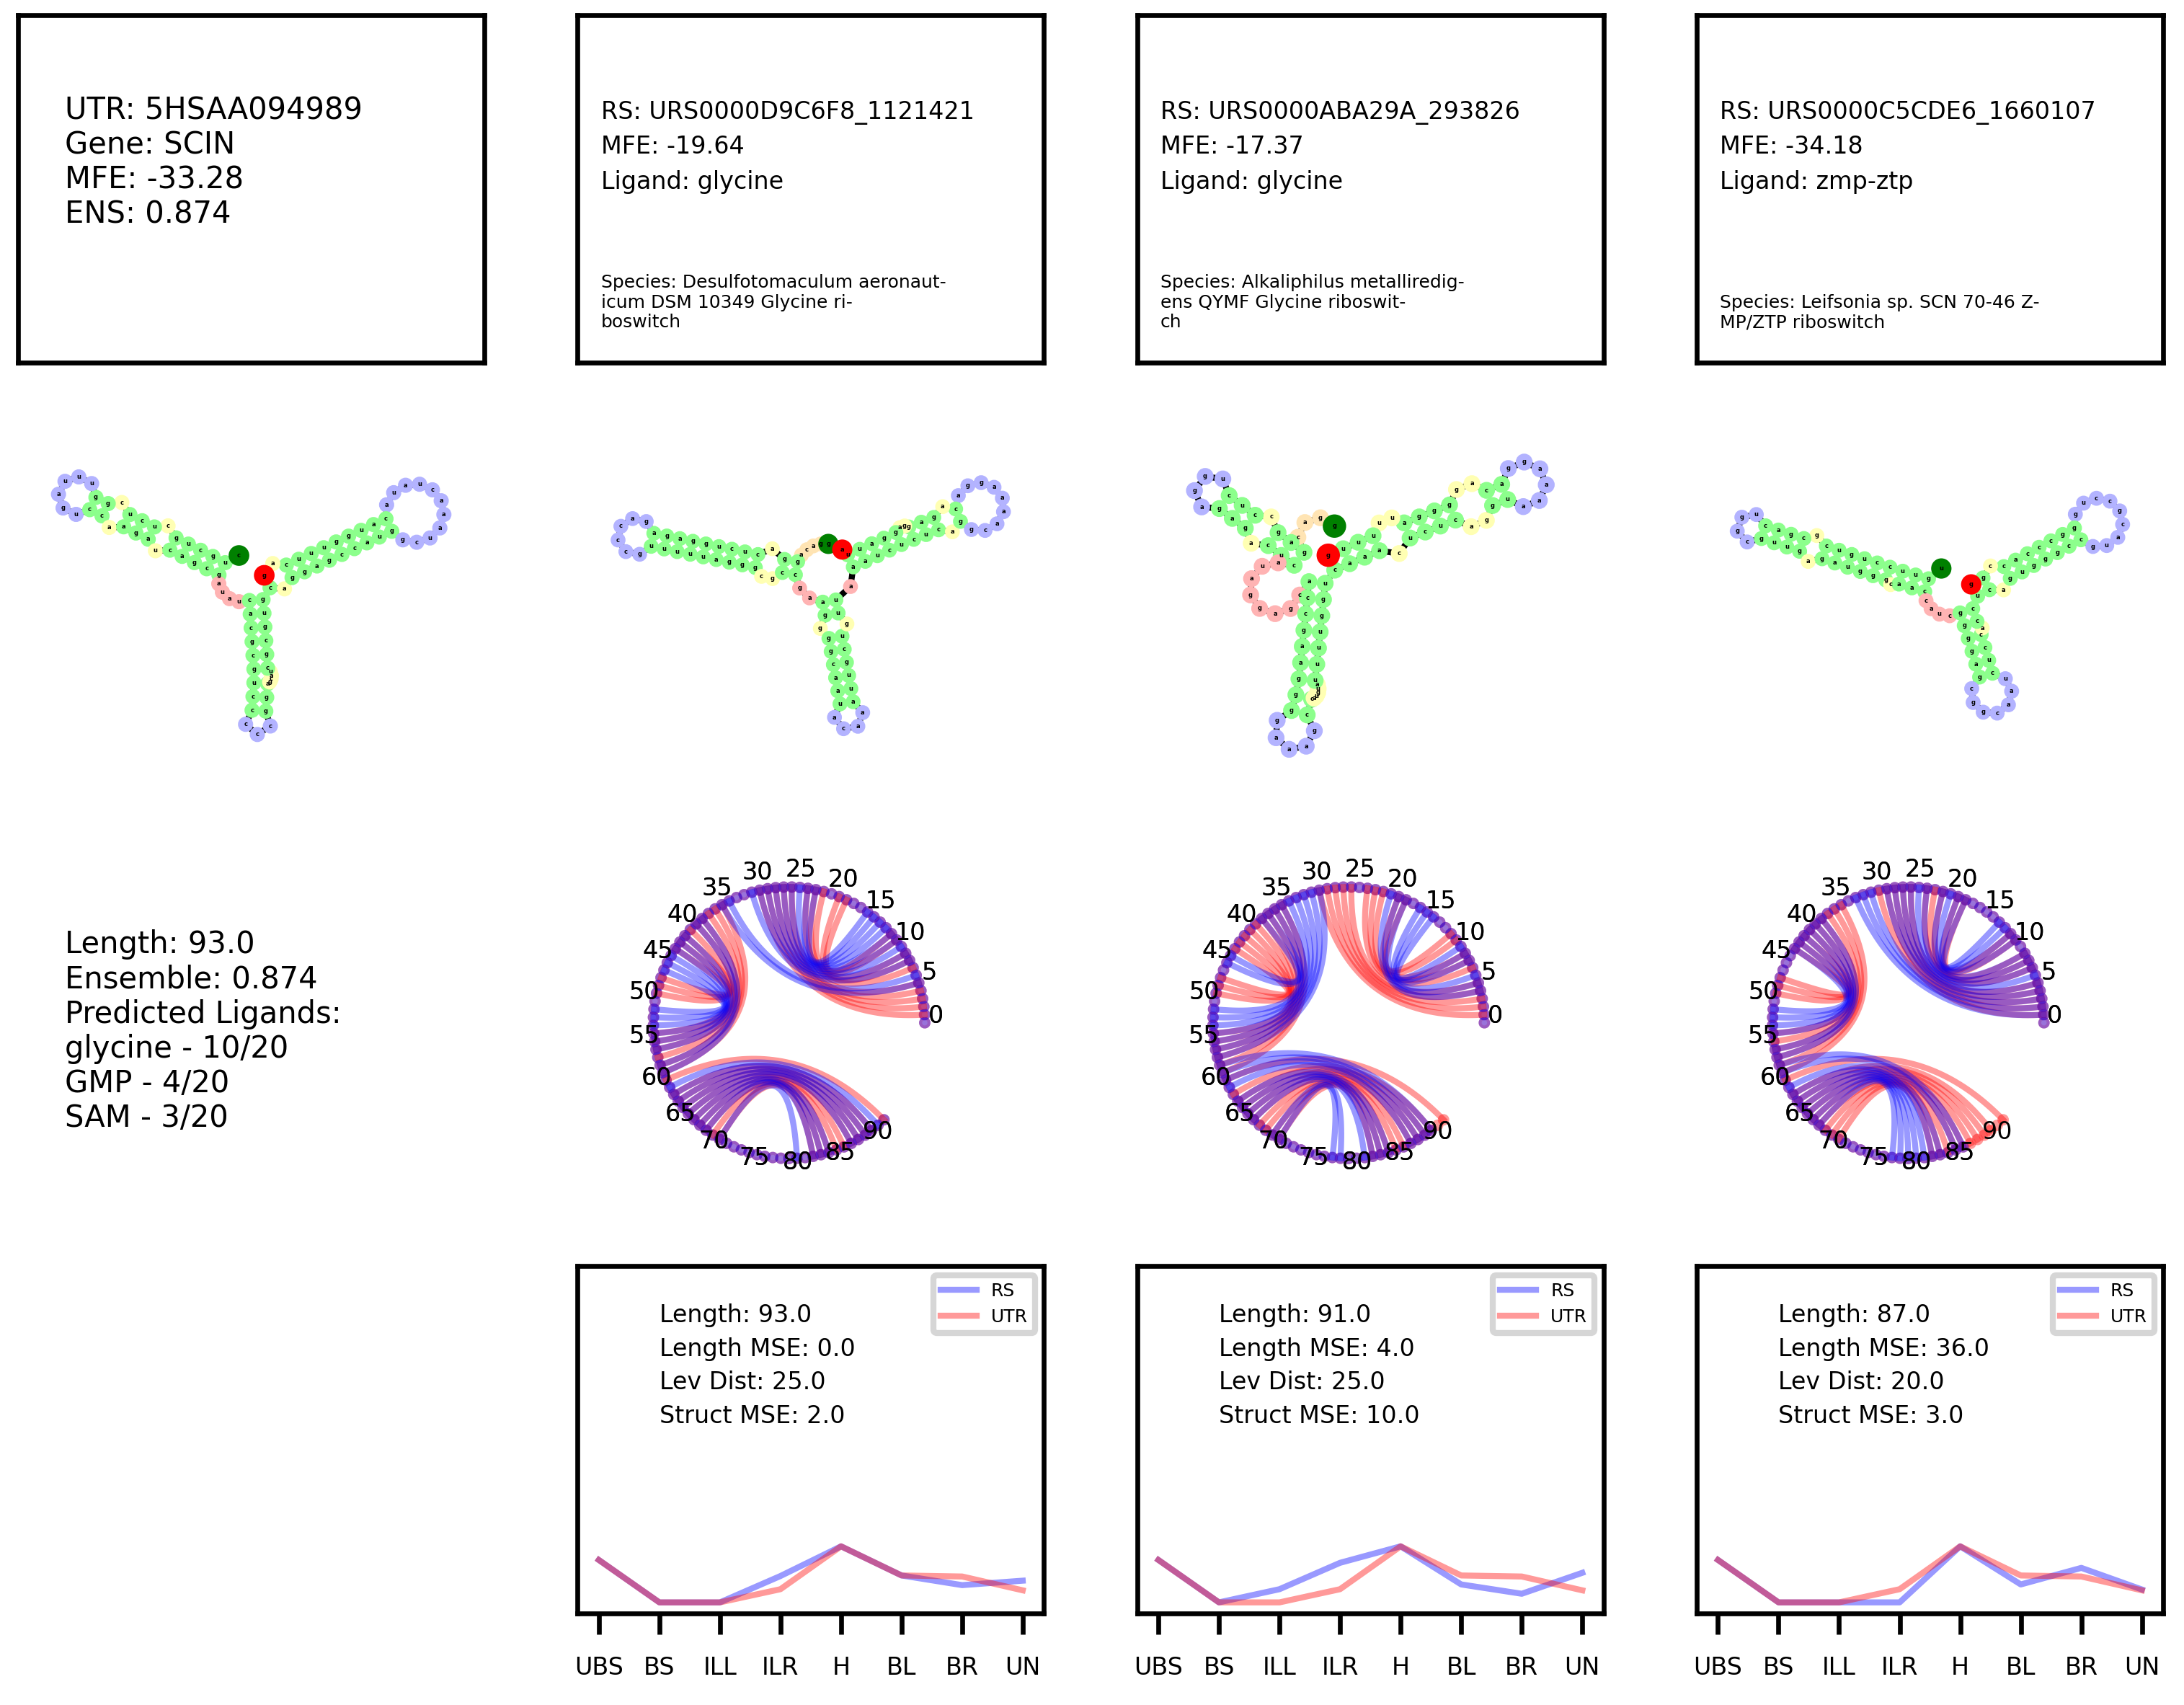 UTR: 5HSAA094989
Gene: SCIN
MFE: -33.28
ENS: 0.874
RS: URS0000D9C6F8_1121421
MFE: -19.64
Ligand: glycine
Species: Desulfotomaculum aeronaut-
icum DSM 10349 Glycine ri-
boswitch
RS: URS0000ABA29A_293826
MFE: -17.37
Ligand: glycine
Species: Alkaliphilus metalliredig-
ens QYMF Glycine riboswit-
ch
RS: URS0000C5CDE6_1660107
MFE: -34.18
Ligand: zmp-ztp
Species: Leifsonia sp. SCN 70-46 Z-
MP/ZTP riboswitch
Length: 93.0
Ensemble: 0.874
Predicted Ligands:
glycine - 10/20
GMP - 4/20
SAM - 3/20
0
5
10
15
20
25
30
35
40
45
50
55
60
65
70
75
80
85
90
0
5
10
15
20
25
30
35
40
45
50
55
60
65
70
75
80
85
90
0
5
10
15
20
25
30
35
40
45
50
55
60
65
70
75
80
85
90
RS
UTR
Length: 93.0
Length MSE: 0.0
Lev Dist: 25.0
Struct MSE: 2.0
UBS BS ILL ILR H BL BR UN
RS
UTR
Length: 91.0
Length MSE: 4.0
Lev Dist: 25.0
Struct MSE: 10.0
UBS BS ILL ILR H BL BR UN
RS
UTR
Length: 87.0
Length MSE: 36.0
Lev Dist: 20.0
Struct MSE: 3.0
UBS BS ILL ILR H BL BR UN